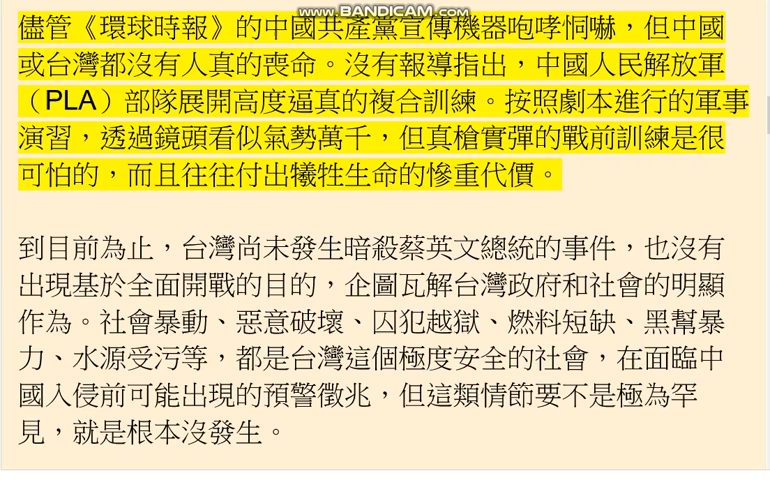 WWW.BANDICAM.COM
儘管《環球時報》的中國共產黨宣傳機器咆哮恫嚇，但中國
或台灣都沒有人真的喪命。沒有報導指出，中國人民解放軍
（PLA）部隊展開高度逼真的複合訓練。按照劇本進行的軍事
演習，透過鏡頭看似氣勢萬千，但真槍實彈的戰前訓練是很
可怕的，而且往往付出犧牲生命的慘重代價。
到目前為止，台灣尚未發生暗殺蔡英文總統的事件，也沒有
出現基於全面開戰的目的，企圖瓦解台灣政府和社會的明顯
作為。社會暴動、惡意破壞、囚犯越獄、燃料短缺、黑幫暴
力、水源受污等，都是台灣這個極度安全的社會，在面臨中
國入侵前可能出現的預警徵兆，但這類情節要不是極為罕
見，就是根本沒發生。